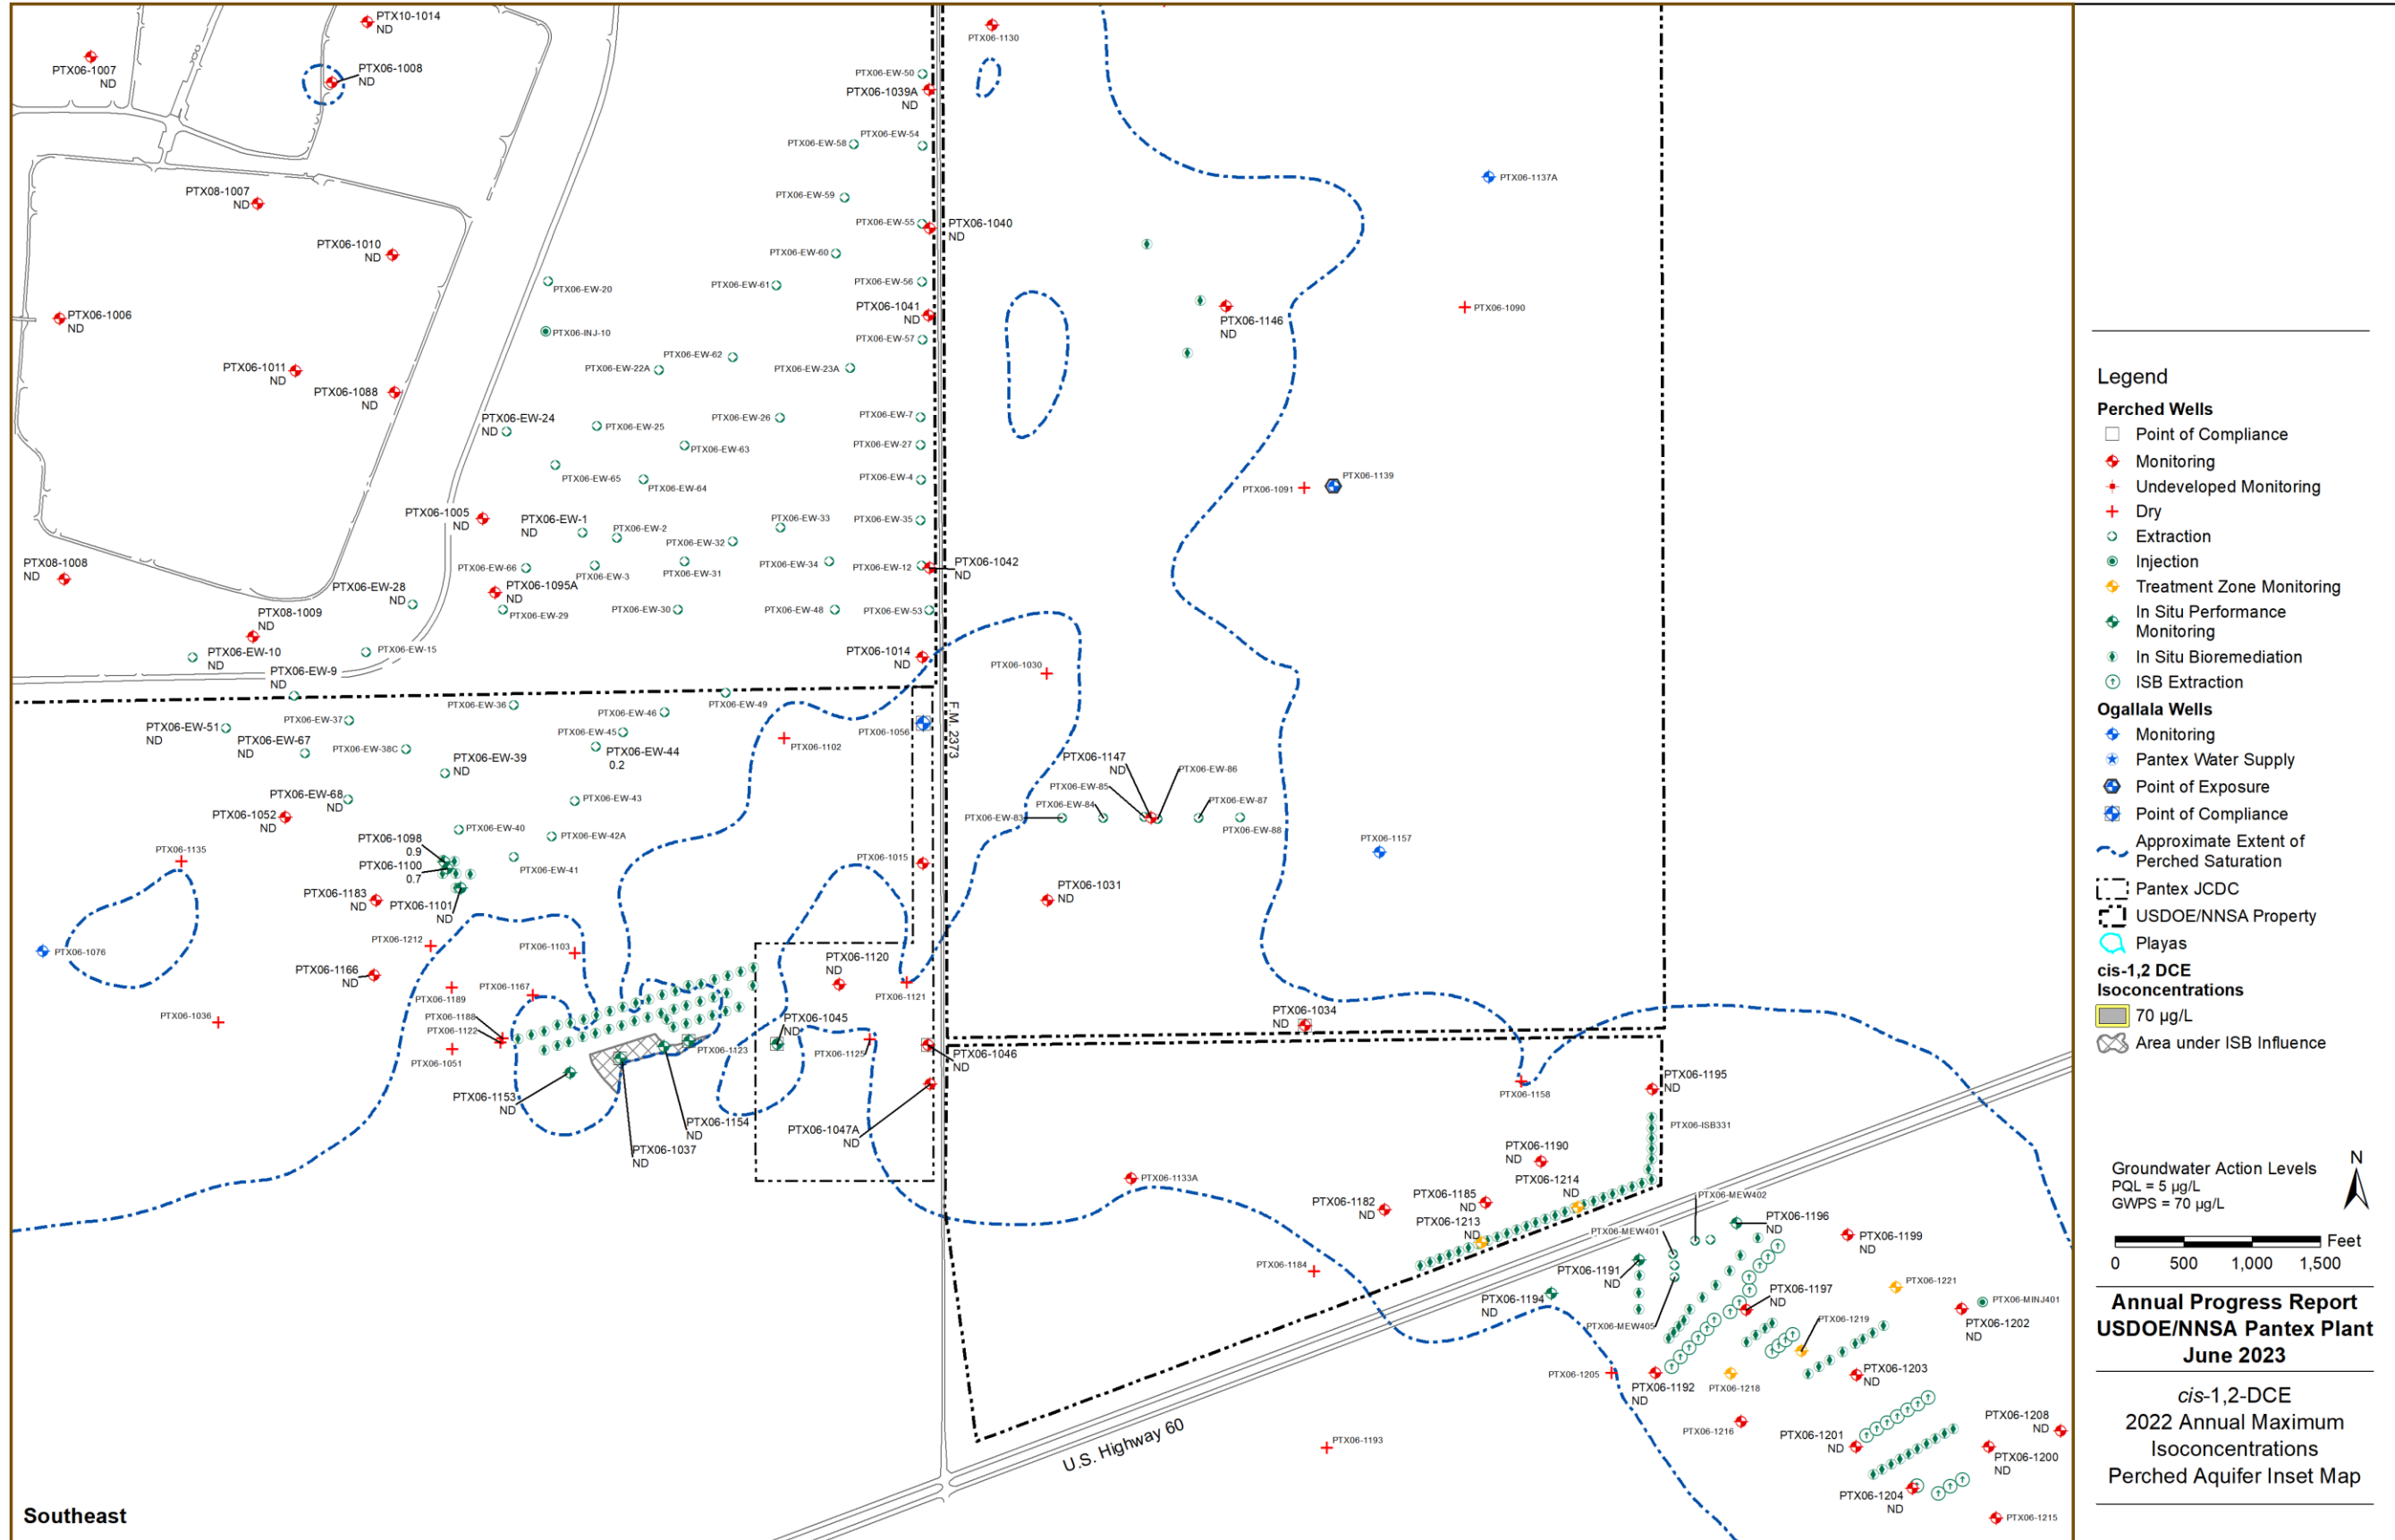 PTX10-1014
ND
PTX06-1007
ND
PTX06-1008
ND
PTX06-1130
PTX06-EW-50
PTX06-1039A
ND
PTX06-EW-54
PTX06-EW-58
PTX06-1137A
PTX08-1007
ND
PTX06-EW-59
PTX06-EW-55
PTX06-1040
ND
PTX06-1010
ND
PTX06-EW-60
PTX06-EW-20
PTX06-EW-61
PTX06-EW-56
PTX06-1006
ND
PTX06-1041
ND
PTX06-1146
ND
PTX06-1090
PTX06-INJ-10
PTX06-EW-57
PTX06-EW-62
PTX06-1011
ND
PTX06-EW-22A
PTX06-EW-23A
PTX06-1088
ND
PTX06-EW-24
ND
PTX06-EW-25
PTX06-EW-26
PTX06-EW-7
PTX06-EW-63
PTX06-EW-27
PTX06-EW-65
PTX06-EW-64
PTX06-EW-4
PTX06-1091
PTX06-1139
PTX06-1005
ND
PTX06-EW-1
ND
PTX06-EW-2
PTX06-EW-33
PTX06-EW-35
PTX06-EW-32
PTX08-1008
ND
PTX06-EW-66
PTX06-EW-3
PTX06-EW-31
PTX06-EW-34
PTX06-EW-12
PTX06-1042
ND
PTX06-EW-28
ND
PTX06-1095A
ND
PTX06-EW-29
PTX06-EW-30
PTX06-EW-48
PTX06-EW-53
PTX08-1009
ND
PTX06-EW-10
ND
PTX06-EW-15
PTX06-1014
ND
PTX06-1030
PTX06-EW-9
ND
PTX06-EW-36
PTX06-EW-46
PTX06-EW-49
PTX06-EW-51
ND
PTX06-EW-37
PTX06-EW-45
PTX06-1056
F.M. 2373
PTX06-EW-67
ND
PTX06-EW-38C
PTX06-EW-44
0.2
PTX06-1102
PTX06-EW-39
ND
PTX06-1147
ND
PTX06-EW-86
PTX06-EW-85
PTX06-EW-84
PTX06-EW-87
PTX06-EW-83
PTX06-EW-88
PTX06-EW-68
ND
PTX06-EW-43
PTX06-1052
ND
PTX06-EW-40
PTX06-EW-42A
PTX06-1098
0.9
PTX06-1100
0.7
PTX06-1135
PTX06-EW-41
PTX06-1015
PTX06-1157
PTX06-1183
ND
PTX06-1101
ND
PTX06-1031
ND
PTX06-1076
PTX06-1212
PTX06-1103
PTX06-1166
ND
PTX06-1120
ND
PTX06-1189
PTX06-1167
PTX06-1121
PTX06-1036
PTX06-1188
PTX06-1122
PTX06-1045
ND
PTX06-1034
ND
PTX06-1051
PTX06-1123
PTX06-1125
PTX06-1046
ND
PTX06-1153
ND
PTX06-1154
ND
PTX06-1047A
ND
PTX06-1037
ND
PTX06-1158
PTX06-1195
ND
PTX06-ISB331
PTX06-1190
ND
PTX06-1133A
PTX06-1214
ND
PTX06-1182
ND
PTX06-1185
ND
PTX06-1213
ND
PTX06-MEW402
PTX06-1196
ND
PTX06-MEW401
PTX06-1199
ND
PTX06-1184
PTX06-1191
ND
PTX06-1194
ND
PTX06-1221
PTX06-1197
ND
PTX06-MINJ401
PTX06-1202
ND
PTX06-MEW405
PTX06-1219
PTX06-1205
PTX06-1192
ND
PTX06-1218
PTX06-1203
ND
PTX06-1216
PTX06-1208
ND
PTX06-1193
PTX06-1201
ND
PTX06-1200
ND
PTX06-1204
ND
PTX06-1215
U.S. Highway 60
Southeast
Legend
Perched Wells
Point of Compliance
Monitoring
Undeveloped Monitoring
Dry
Extraction
Injection
Treatment Zone Monitoring
In Situ Performance
Monitoring
In Situ Bioremediation
ISB Extraction
Ogallala Wells
Monitoring
Pantex Water Supply
Point of Exposure
Point of Compliance
Approximate Extent of
Perched Saturation
Pantex JCDC
USDOE/NNSA Property
Playas
cis-1,2 DCE
Isoconcentrations
70 µg/L
Area under ISB Influence
Groundwater Action Levels
PQL = 5 µg/L
GWPS = 70 µg/L
N
Feet
0 500 1,000 1,500
Annual Progress Report
USDOE/NNSA Pantex Plant
June 2023
cis-1,2-DCE
2022 Annual Maximum
Isoconcentrations
Perched Aquifer Inset Map